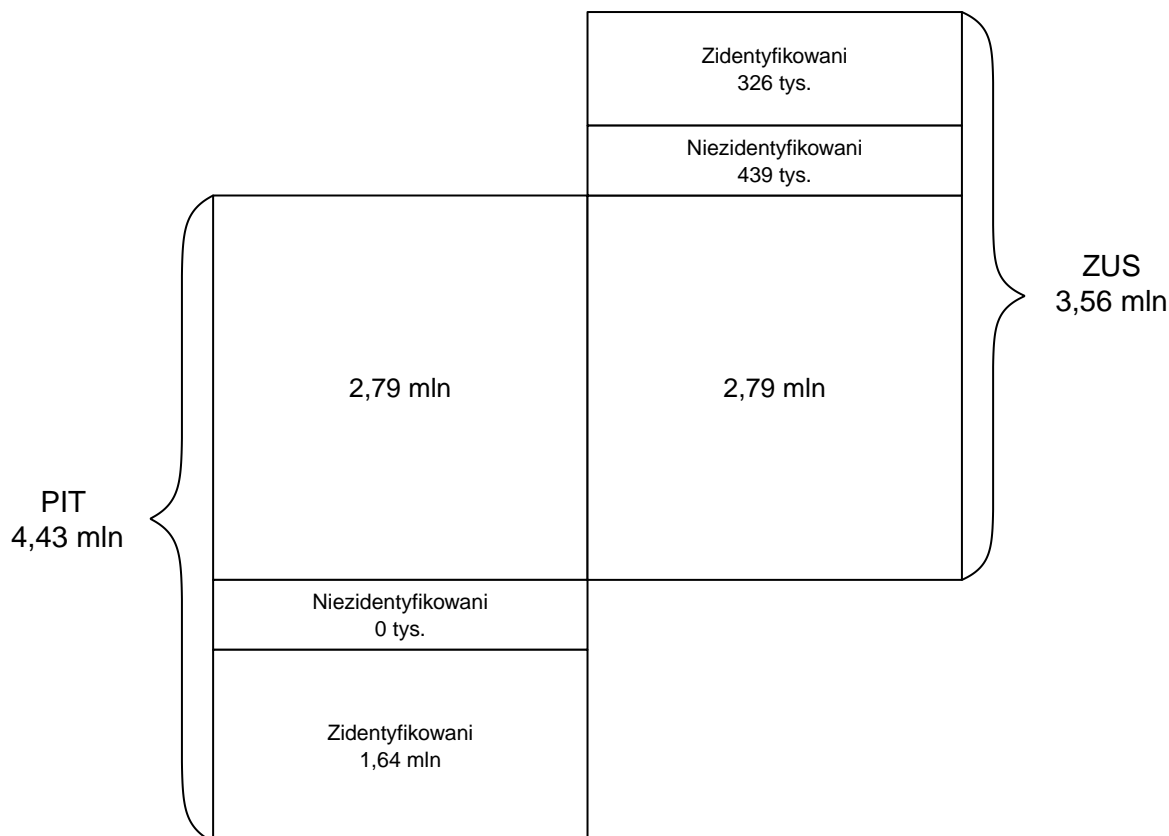 Zidentyfikowani
326 tys.
Niezidentyfikowani
439 tys.
ZUS
3,56 mln
2,79 mln
2,79 mln
PIT
4,43 mln
Niezidentyfikowani
0 tys.
Zidentyfikowani
1,64 mln